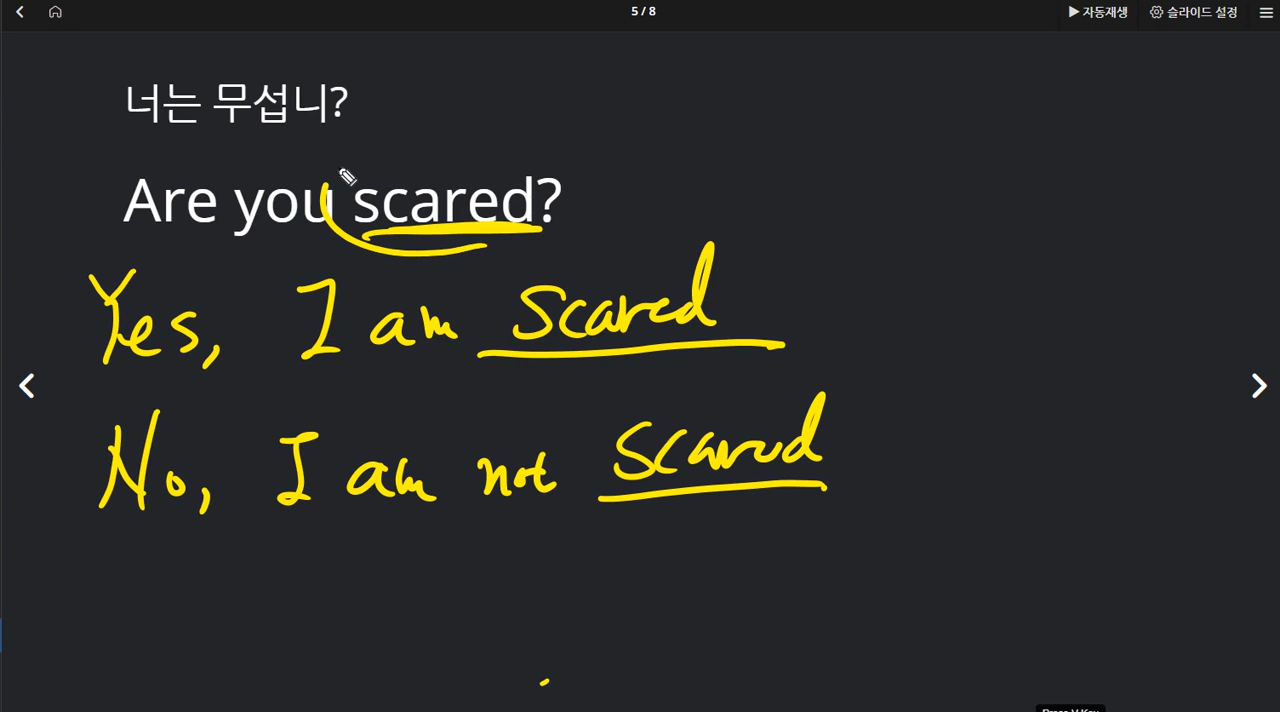 5 / 8
자동재생
슬라이드 설정
너는 무섭니?
Are you scared?
Yes, I am scared
No, I am not scared